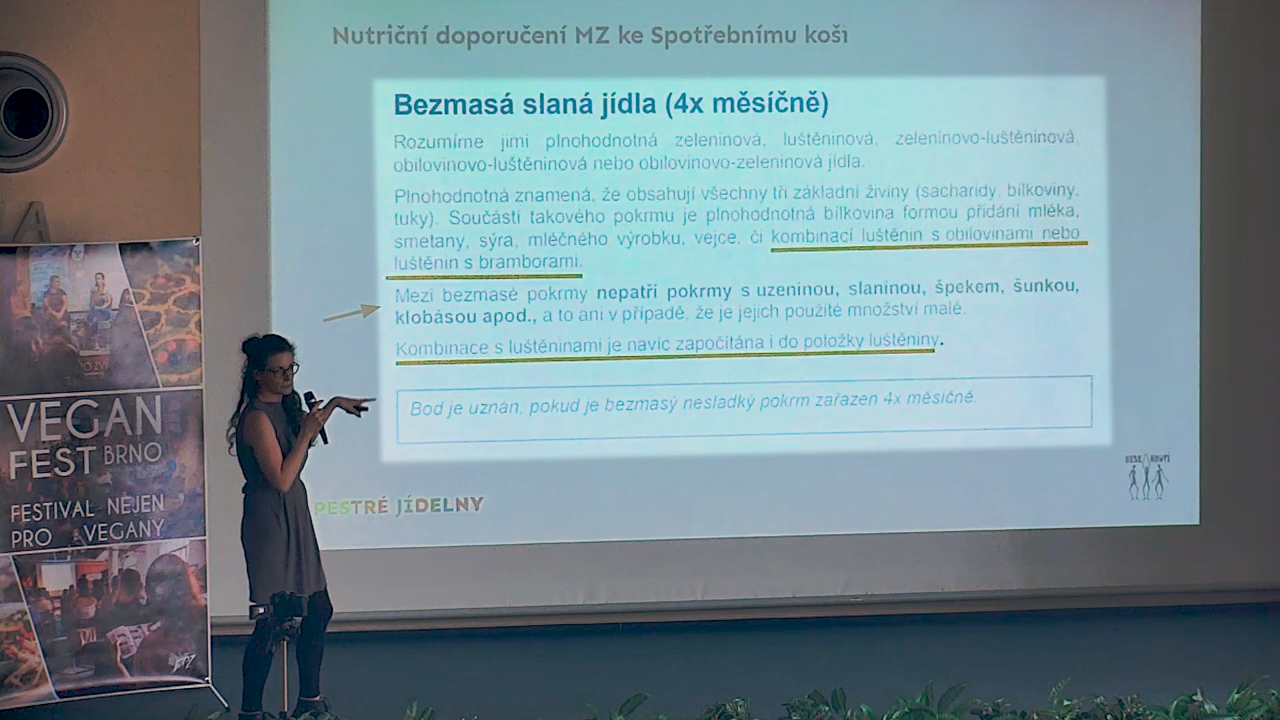 Nutriční doporučení MZ ke Spotřebnímu koši
Bezmasá slaná jídla (4x měsíčně)
Rozumíme jimi plnohodnotná zeleninová, luštěninová, zeleninovo-luštěninová,
obilovinovo-luštěninová nebo obilovinovo-zeleninová jídla.
Plnohodnotná znamená, že obsahují všechny tři základní živiny (sacharidy, bílkoviny,
tuky). Součástí takového pokrmu je plnohodnotná bílkovina formou přidání mléka,
smetany, sýra, mléčného výrobku, vejce, či kombinací luštěnin s obilovinami nebo
luštěnin s bramborami.
Mezi bezmasé pokrmy nepatří pokrmy s uzeninou, slaninou, špekem, šunkou,
klobásou apod., a to ani v případě, že je jejich použité množství malé.
Kombinace s luštěninami je navíc započítána i do položky luštěniny.
Bod je uznán, pokud je bezmasý nesladký pokrm zařazen 4x měsíčně.
PESTRÉ JÍDELNY
A
VEGAN
FEST BRNO
FESTIVAL NEJEN
PRO VEGANY